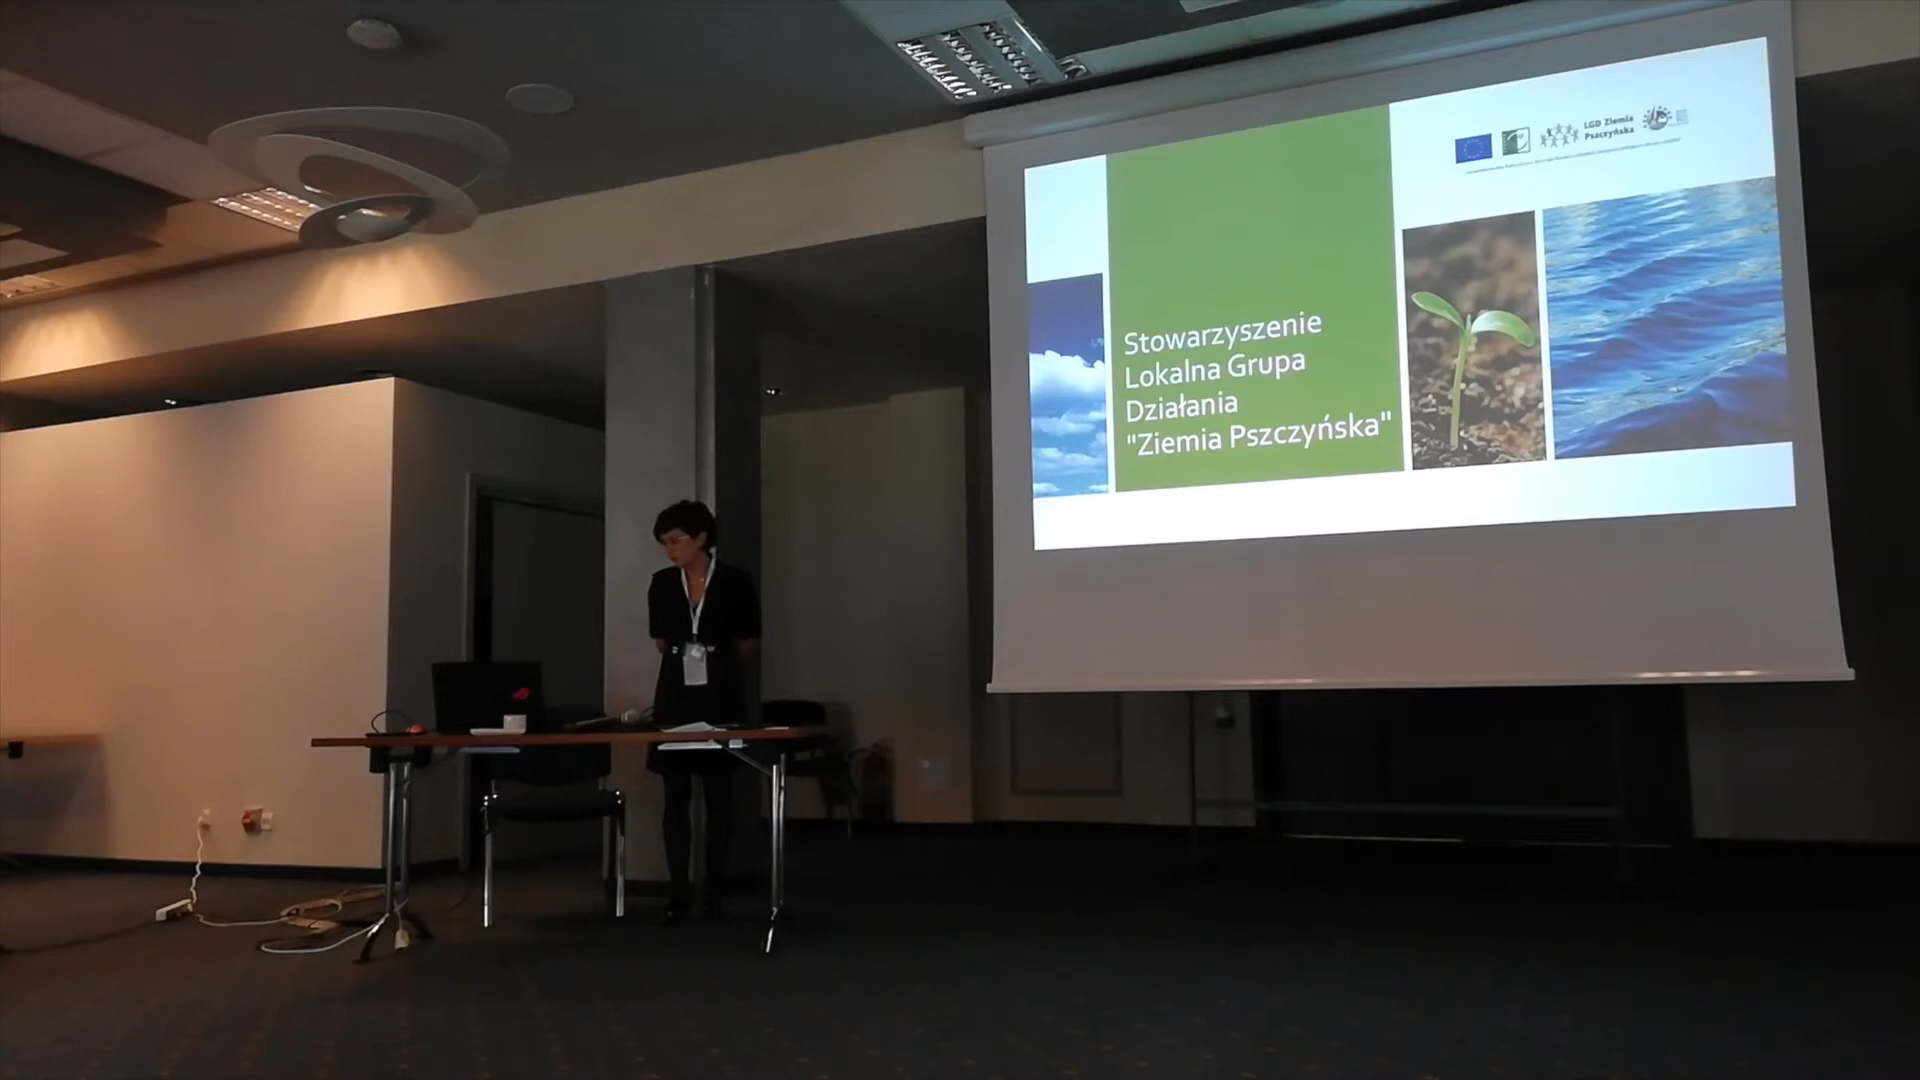 LGD Ziemia
Pszczyńska
Stowarzyszenie
Lokalna Grupa
Działania
"Ziemia Pszczyńska"